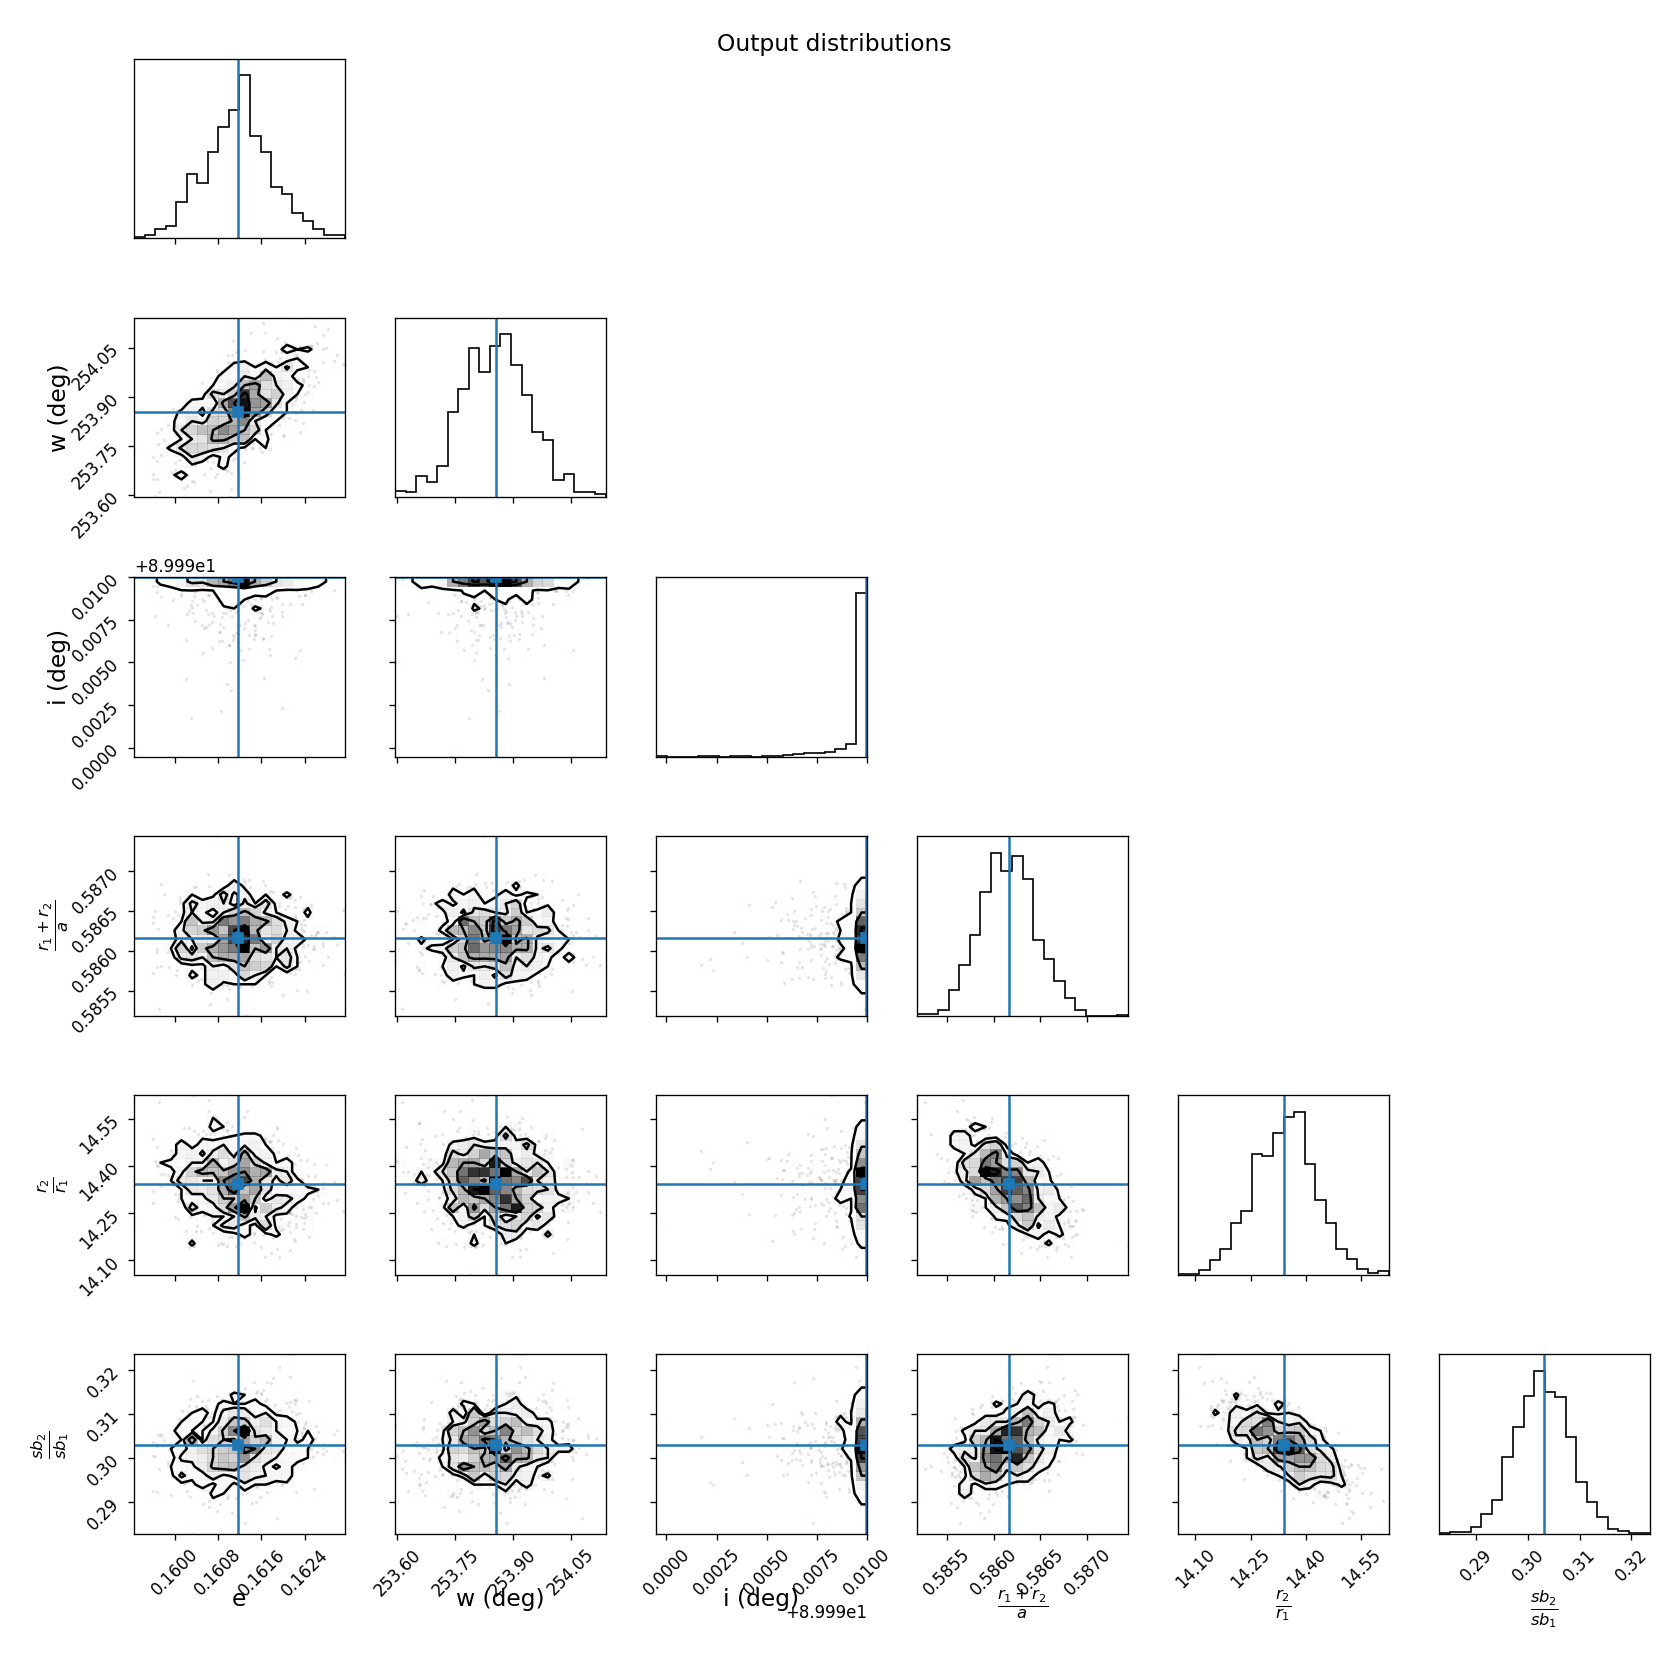 Output distributions
w (deg)
254.05
253.90
253.75
253.60
+8.999e1
i (deg)
0.0100
0.0075
0.0050
0.0025
0.0000
r₁ + r₂
a
0.5870
0.5865
0.5860
0.5855
r₂
r₁
14.55
14.40
14.25
14.10
sb₂
sb₁
0.32
0.31
0.30
0.29
0.1600 0.1608 0.1616 0.1624
e
253.60 253.75 253.90 254.05
w (deg)
0.0000 0.0025 0.0050 0.0075 0.0100
i (deg)
+8.999e1
0.5855 0.5860 0.5865 0.5870
r₁ + r₂
a
14.10 14.25 14.40 14.55
r₂
r₁
0.29 0.30 0.31 0.32
sb₂
sb₁